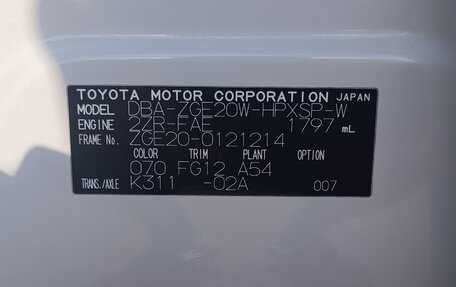 TOYOTA MOTOR CORPORATION JAPAN
MODEL DBA-ZGE20W-HPXSP-W
ENGINE 2ZR-FAE 1797 mL
FRAME No. ZGE20-0121214
COLOR TRIM PLANT OPTION
070 FG12 A54
TRANS./AXLE K311 -02A 007